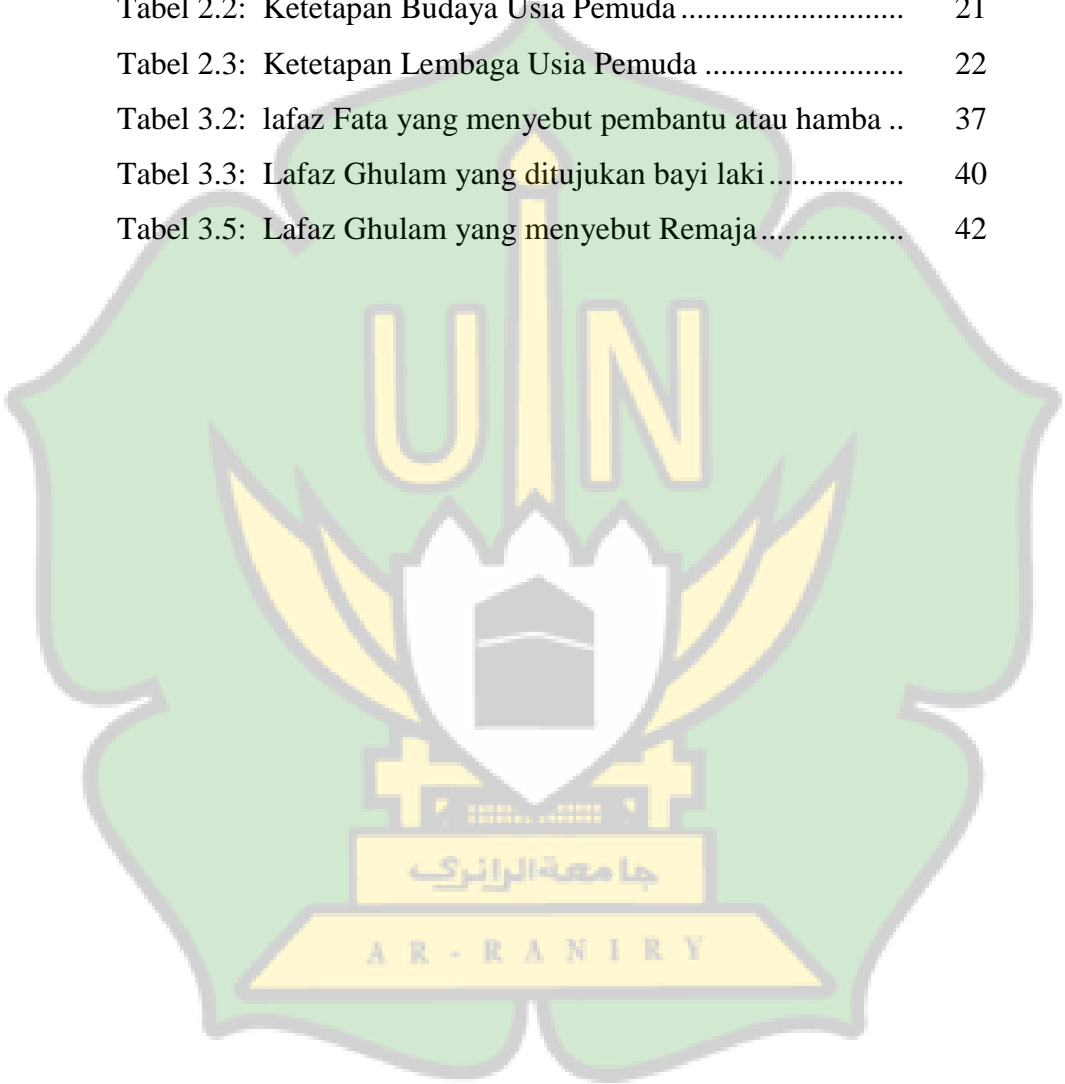 Tabel 2.2: Ketetapan Budaya Usia Pemuda ............................ 21
Tabel 2.3: Ketetapan Lembaga Usia Pemuda ......................... 22
Tabel 3.2: lafaz Fata yang menyebut pembantu atau hamba .. 37
Tabel 3.3: Lafaz Ghulam yang ditujukan bayi laki ................. 40
Tabel 3.5: Lafaz Ghulam yang menyebut Remaja .................. 42
U N
جامعة الرانري
AR-RANIRY